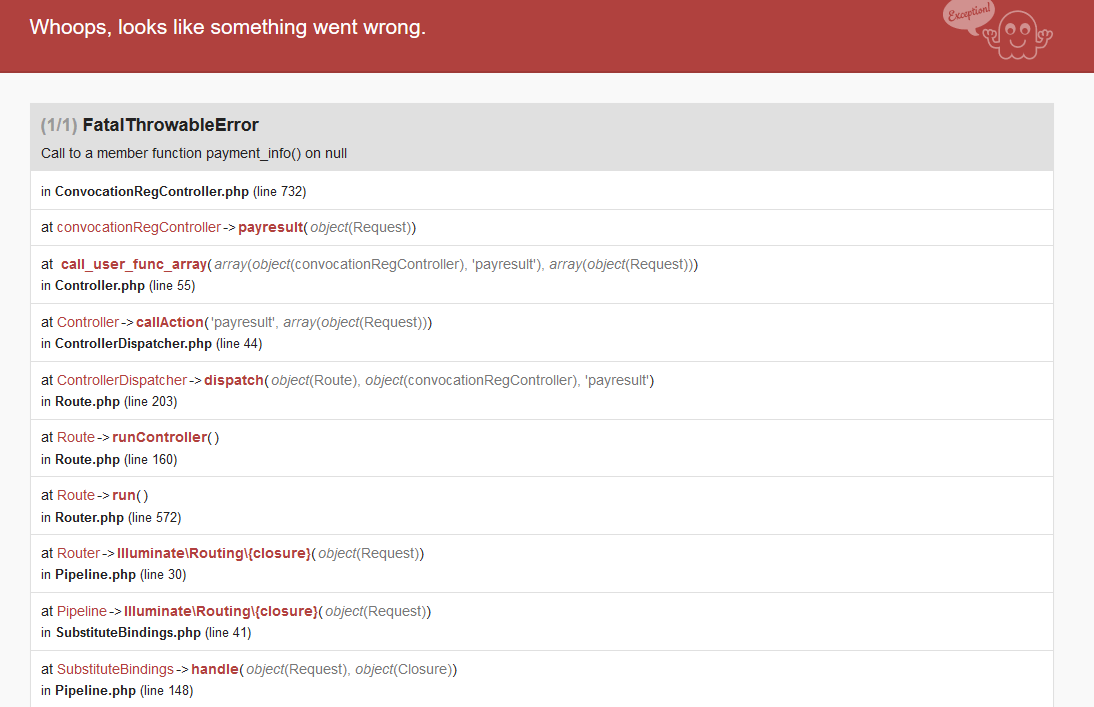 Whoops, looks like something went wrong.
Exception!
(1/1) FatalThrowableError
Call to a member function payment_info() on null
in ConvocationRegController.php (line 732)
at convocationRegController->payresult(object(Request))
at call_user_func_array(array(object(convocationRegController), 'payresult'), array(object(Request)))
in Controller.php (line 55)
at Controller->callAction('payresult', array(object(Request)))
in ControllerDispatcher.php (line 44)
at ControllerDispatcher->dispatch(object(Route), object(convocationRegController), 'payresult')
in Route.php (line 203)
at Route->runController()
in Route.php (line 160)
at Route->run()
in Router.php (line 572)
at Router->Illuminate\Routing\{closure}(object(Request))
in Pipeline.php (line 30)
at Pipeline->Illuminate\Routing\{closure}(object(Request))
in SubstituteBindings.php (line 41)
at SubstituteBindings->handle(object(Request), object(Closure))
in Pipeline.php (line 148)